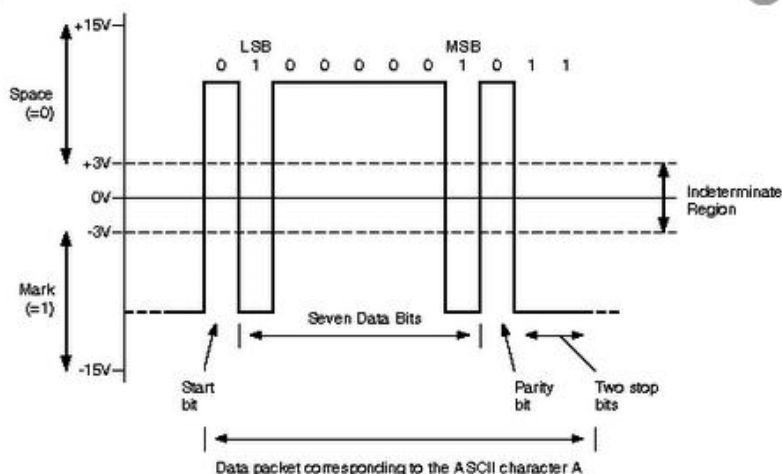 +15V
LSB MSB
0 1 0 0 0 0 0 1 0 1 1
Space
(=0)
+3V
0V
Indeterminate
Region
-3V
Mark
(=1)
Seven Data Bits
-15V
Start
bit
Parity
bit
Two stop
bits
Data packet corresponding to the ASCII character A